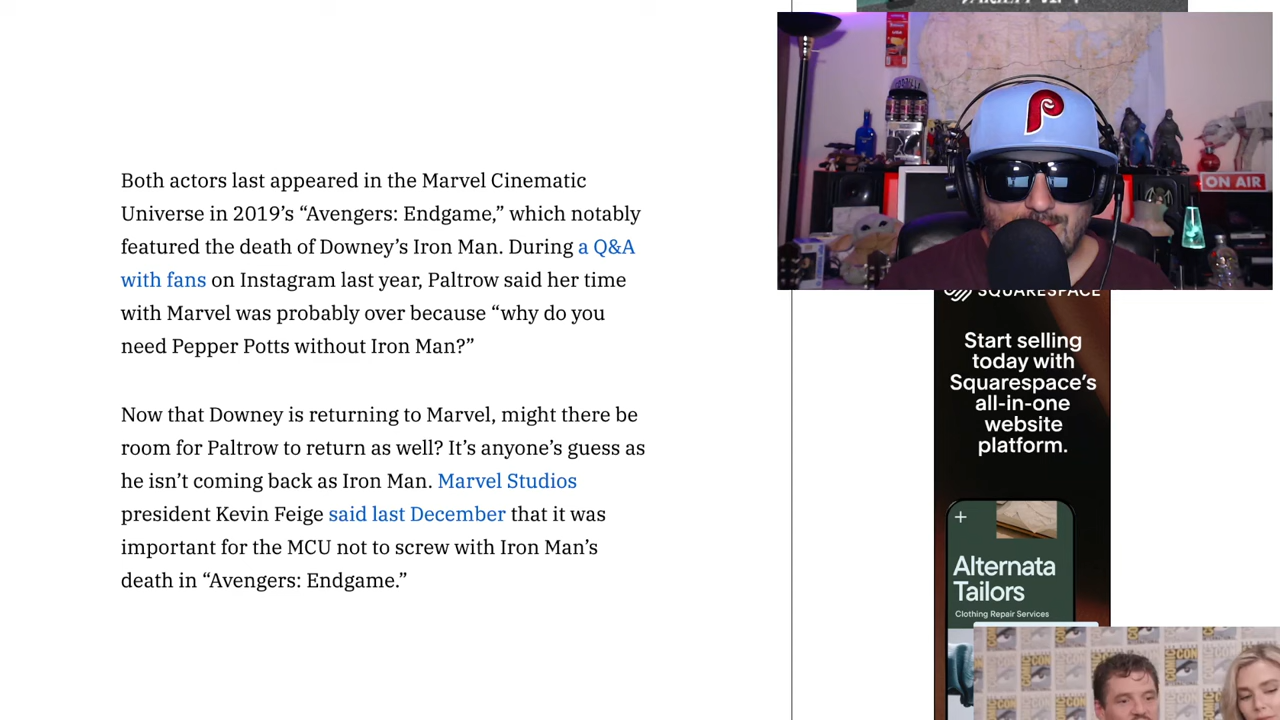 Both actors last appeared in the Marvel Cinematic
Universe in 2019’s “Avengers: Endgame,” which notably
featured the death of Downey’s Iron Man. During a Q&A
with fans on Instagram last year, Paltrow said her time
with Marvel was probably over because “why do you
need Pepper Potts without Iron Man?”
Now that Downey is returning to Marvel, might there be
room for Paltrow to return as well? It’s anyone’s guess as
he isn’t coming back as Iron Man. Marvel Studios
president Kevin Feige said last December that it was
important for the MCU not to screw with Iron Man’s
death in “Avengers: Endgame.”
P
ON AIR
SQUARESPACE
Start selling
today with
Squarespace’s
all-in-one
website
platform.
+
Alternata
Tailors
Clothing Repair Services